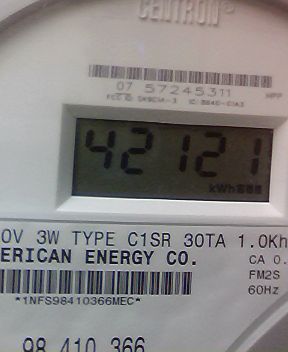 CENTRON®
07 57245311
42121
kWh
0V 3W TYPE C1SR 30TA 1.0Kh
ERICAN ENERGY CO.
CA 0.
FM2S
60Hz
*1NFS98410366MEC*
98 410 366